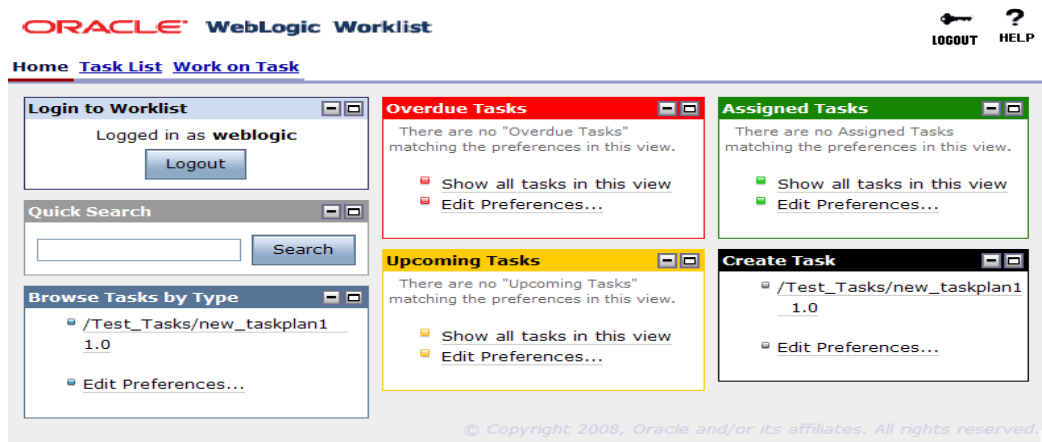 ORACLE WebLogic Worklist
LOGOUT HELP
Home Task List Work on Task
Login to Worklist
Logged in as weblogic
Logout
Quick Search
Search
Browse Tasks by Type
/Test_Tasks/new_taskplan1
1.0
Edit Preferences...
Overdue Tasks
There are no "Overdue Tasks"
matching the preferences in this view.
Show all tasks in this view
Edit Preferences...
Upcoming Tasks
There are no "Upcoming Tasks"
matching the preferences in this view.
Show all tasks in this view
Edit Preferences...
Assigned Tasks
There are no Assigned Tasks
matching the preferences in this view.
Show all tasks in this view
Edit Preferences...
Create Task
/Test_Tasks/new_taskplan1
1.0
Edit Preferences...
© Copyright 2008, Oracle and/or its affiliates. All rights reserved.